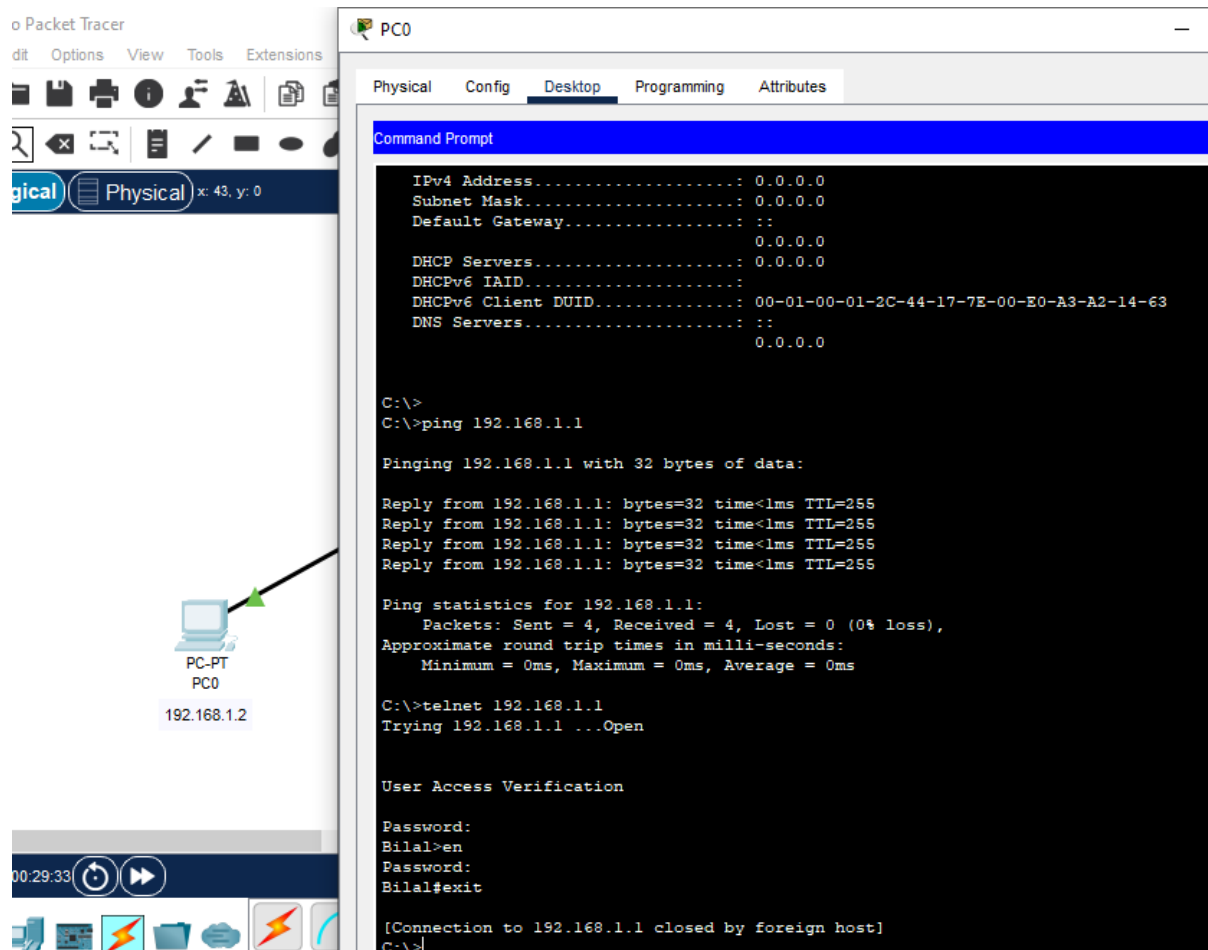 o Packet Tracer
dit Options View Tools Extensions
gical Physical x: 43, y: 0
PC-PT
PC0
192.168.1.2
00:29:33
PC0
Physical Config Desktop Programming Attributes
Command Prompt
IPv4 Address....................: 0.0.0.0
Subnet Mask.....................: 0.0.0.0
Default Gateway.................: ::
0.0.0.0
DHCP Servers....................: 0.0.0.0
DHCPv6 IAID.....................:
DHCPv6 Client DUID..............: 00-01-00-01-2C-44-17-7E-00-E0-A3-A2-14-63
DNS Servers.....................: ::
0.0.0.0
C:\>
C:\>ping 192.168.1.1
Pinging 192.168.1.1 with 32 bytes of data:
Reply from 192.168.1.1: bytes=32 time<1ms TTL=255
Reply from 192.168.1.1: bytes=32 time<1ms TTL=255
Reply from 192.168.1.1: bytes=32 time<1ms TTL=255
Reply from 192.168.1.1: bytes=32 time<1ms TTL=255
Ping statistics for 192.168.1.1:
Packets: Sent = 4, Received = 4, Lost = 0 (0% loss),
Approximate round trip times in milli-seconds:
Minimum = 0ms, Maximum = 0ms, Average = 0ms
C:\>telnet 192.168.1.1
Trying 192.168.1.1 ...Open
User Access Verification
Password:
Bilal>en
Password:
Bilal#exit
[Connection to 192.168.1.1 closed by foreign host]
C:\>